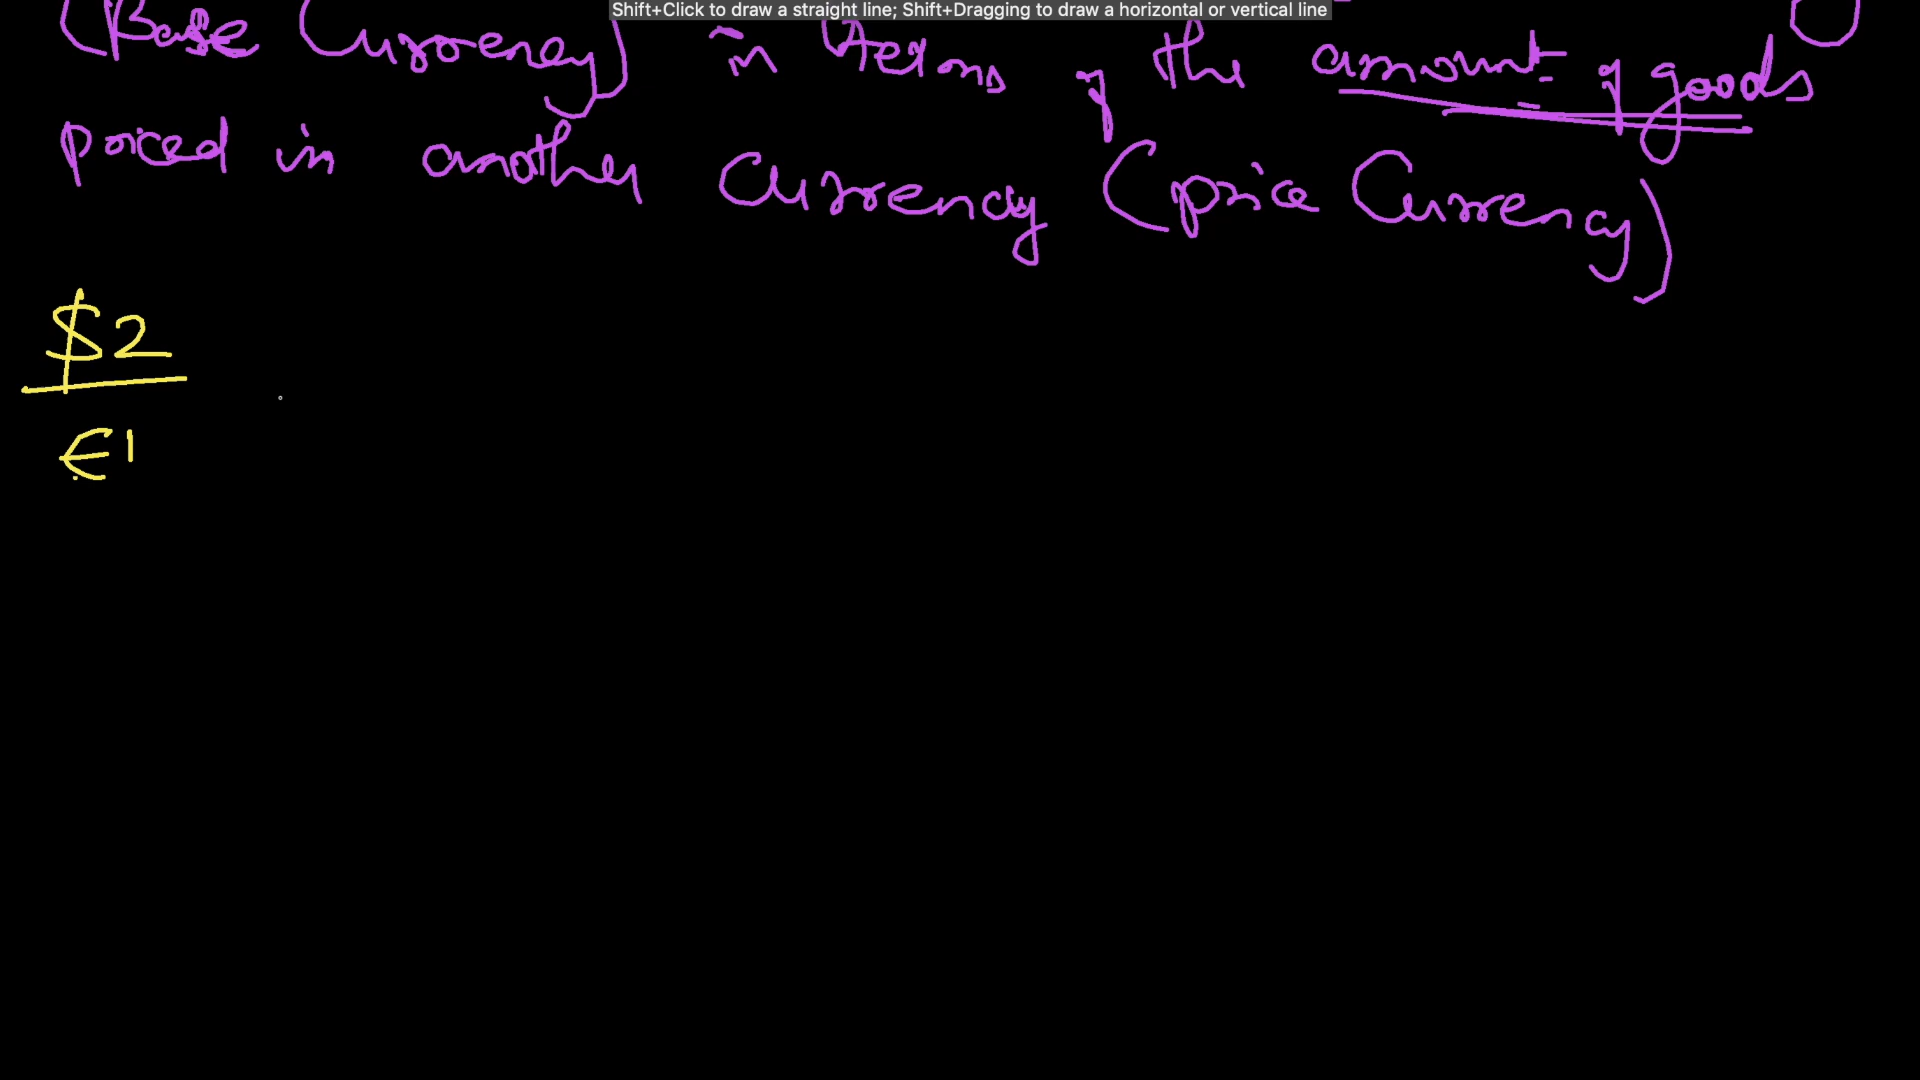 Shift+Click to draw a straight line; Shift+Dragging to draw a horizontal or vertical line
(Base Currency) in terms of the amount of goods
priced in another Currency (price Currency)
$2
€1